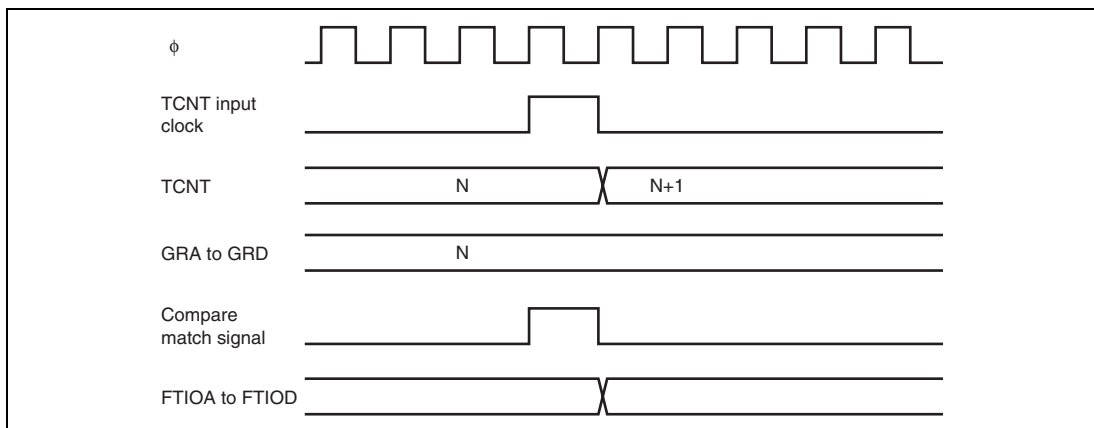 ϕ
TCNT input
clock
TCNT
N
N+1
GRA to GRD
N
Compare
match signal
FTIOA to FTIOD